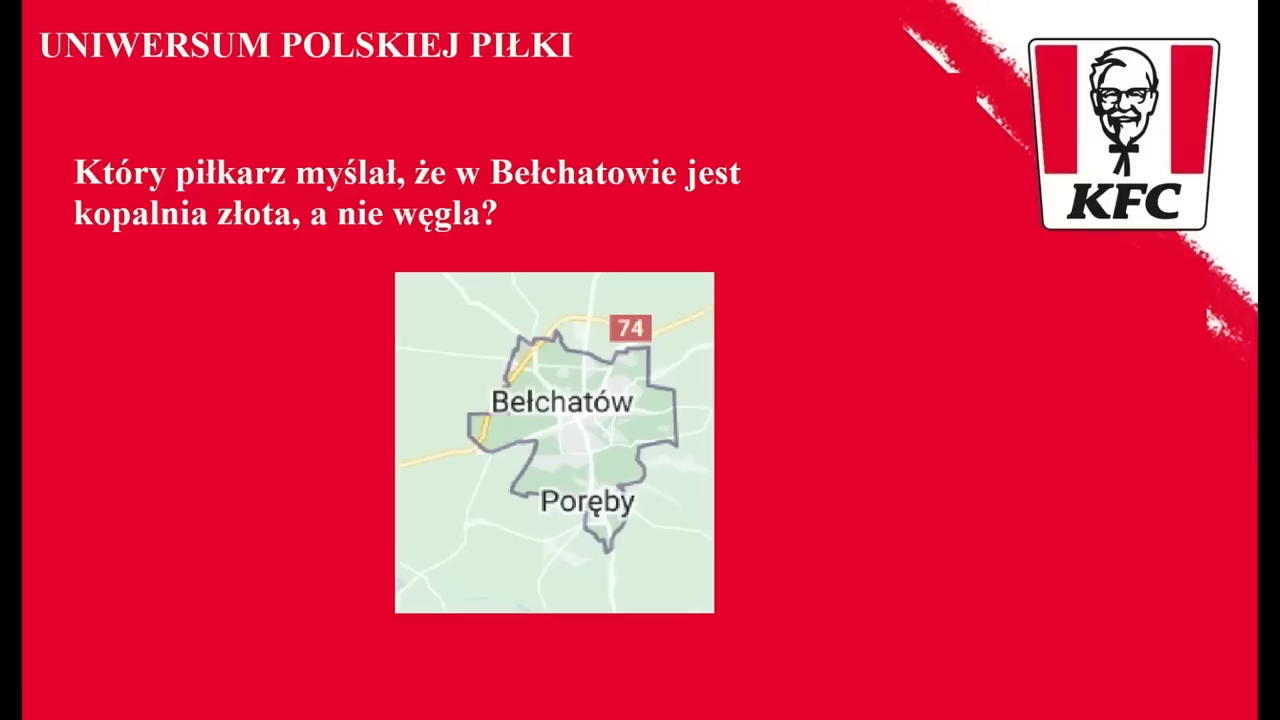 UNIWERSUM POLSKIEJ PIŁKI
Który piłkarz myślał, że w Bełchatowie jest
kopalnia złota, a nie węgla?
KFC
74
Bełchatów
Poręby